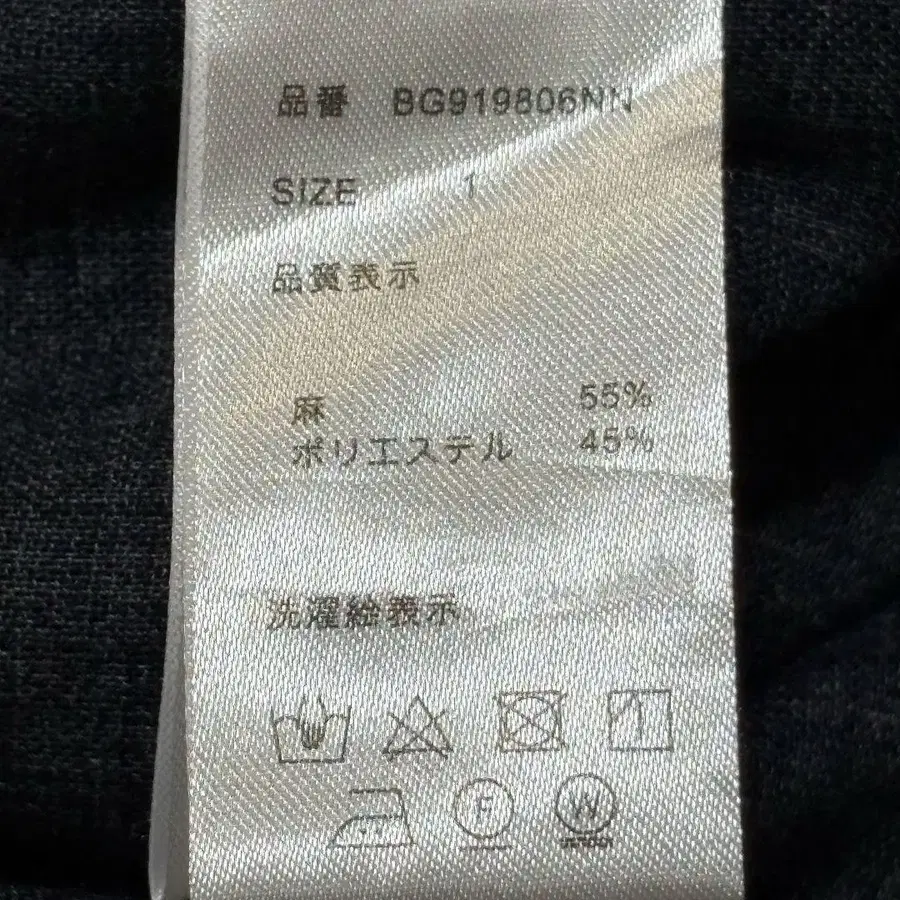 品番 BG919806NN
SIZE 1
品質表示
麻 55%
ポリエステル 45%
洗濯絵表示
F W